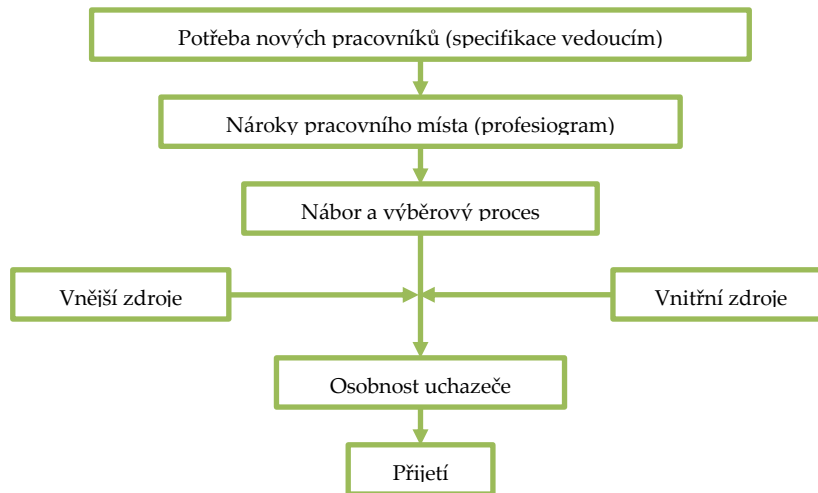 Potřeba nových pracovníků (specifikace vedoucím)
Nároky pracovního místa (profesiogram)
Nábor a výběrový proces
Vnější zdroje
Vnitřní zdroje
Osobnost uchazeče
Přijetí